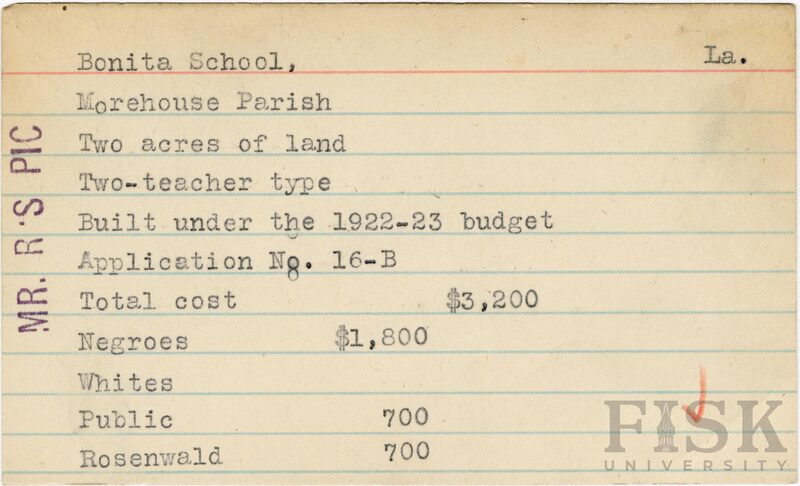 Bonita School, La.
Morehouse Parish
Two acres of land
Two-teacher type
Built under the 1922-23 budget
Application No. 16-B
Total cost $3,200
Negroes $1,800
Whites
Public 700
Rosenwald 700
MR. R·S PIC
FISK
UNIVERSITY